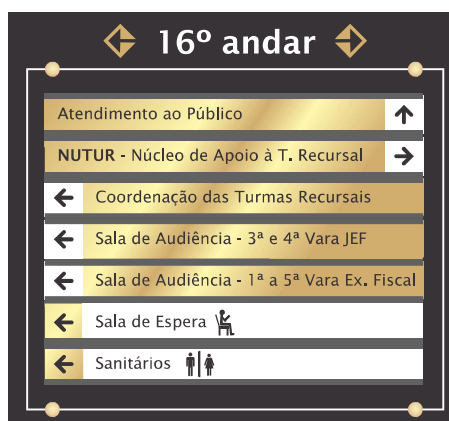 16º andar
Atendimento ao Público
NUTUR - Núcleo de Apoio à T. Recursal
Coordenação das Turmas Recursais
Sala de Audiência - 3ª e 4ª Vara JEF
Sala de Audiência - 1ª a 5ª Vara Ex. Fiscal
Sala de Espera
Sanitários